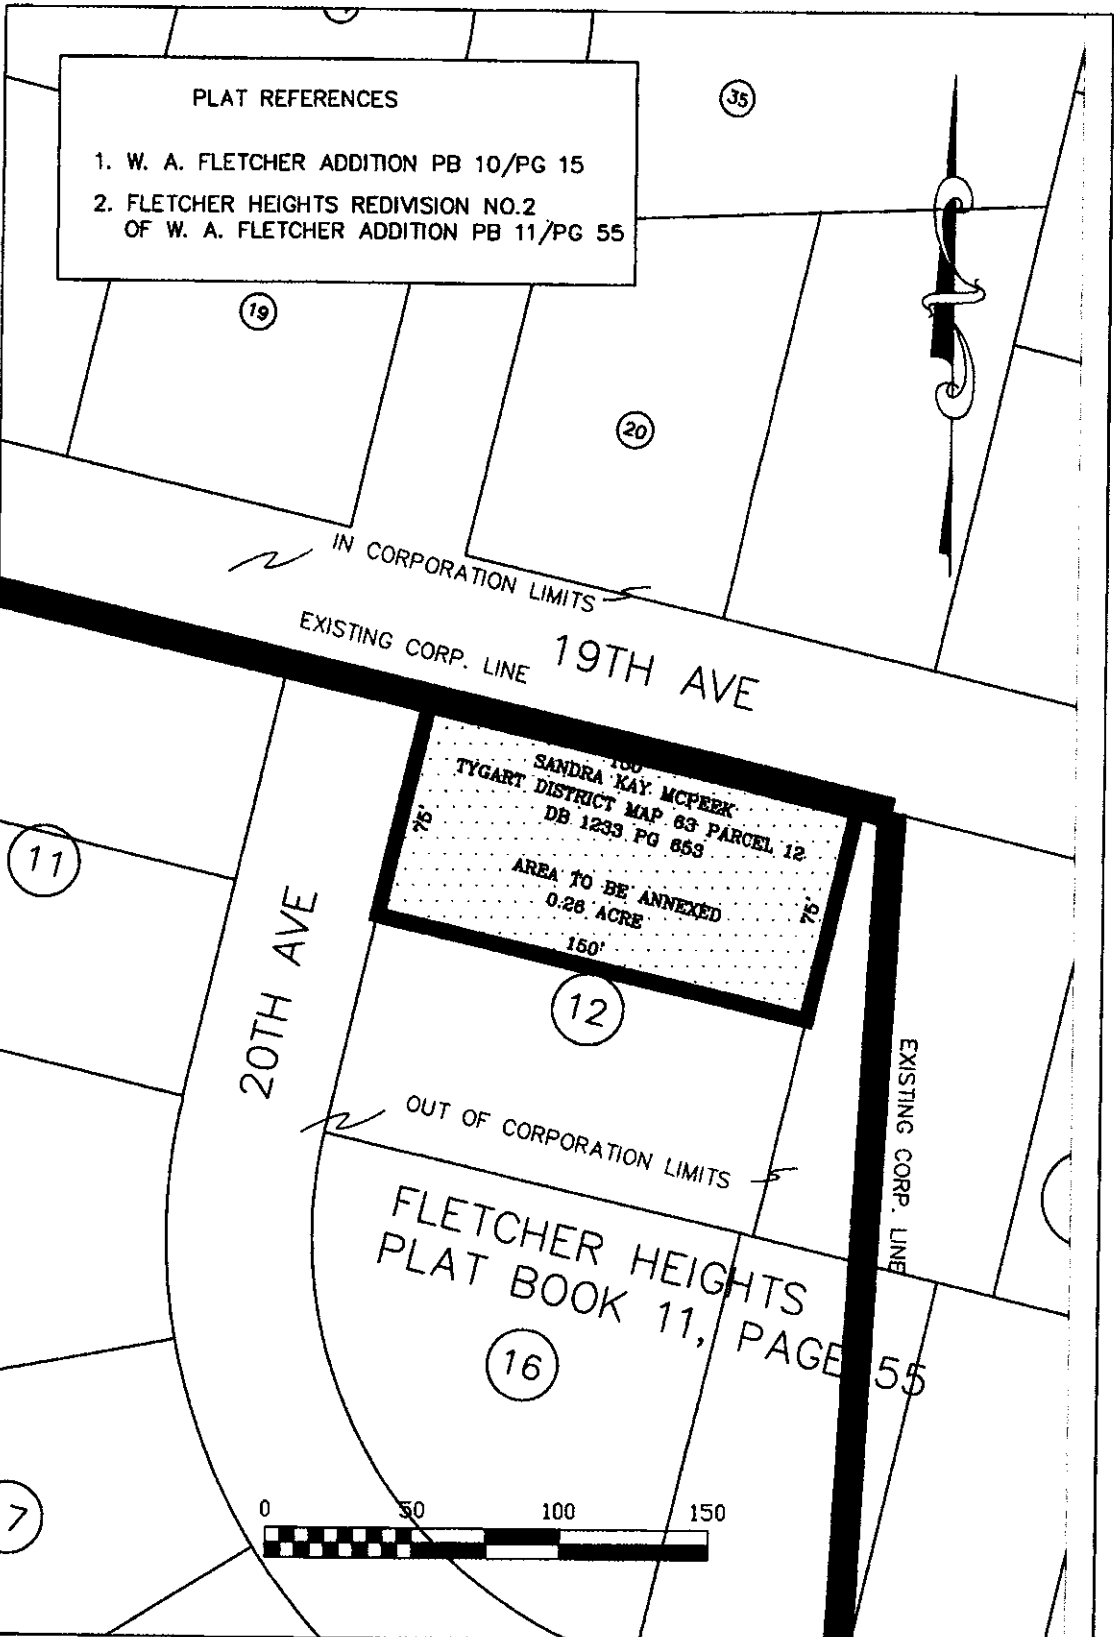 PLAT REFERENCES
1. W. A. FLETCHER ADDITION PB 10/PG 15
2. FLETCHER HEIGHTS REDIVISION NO.2
OF W. A. FLETCHER ADDITION PB 11/PG 55
35
19
20
IN CORPORATION LIMITS
EXISTING CORP. LINE
19TH AVE
150'
SANDRA KAY MCPEEK
TYGART DISTRICT MAP 63 PARCEL 12
DB 1233 PG 653
75'
75'
AREA TO BE ANNEXED
0.26 ACRE
150'
11
12
20TH AVE
EXISTING CORP. LINE
OUT OF CORPORATION LIMITS
FLETCHER HEIGHTS
PLAT BOOK 11, PAGE 55
16
7
0 50 100 150